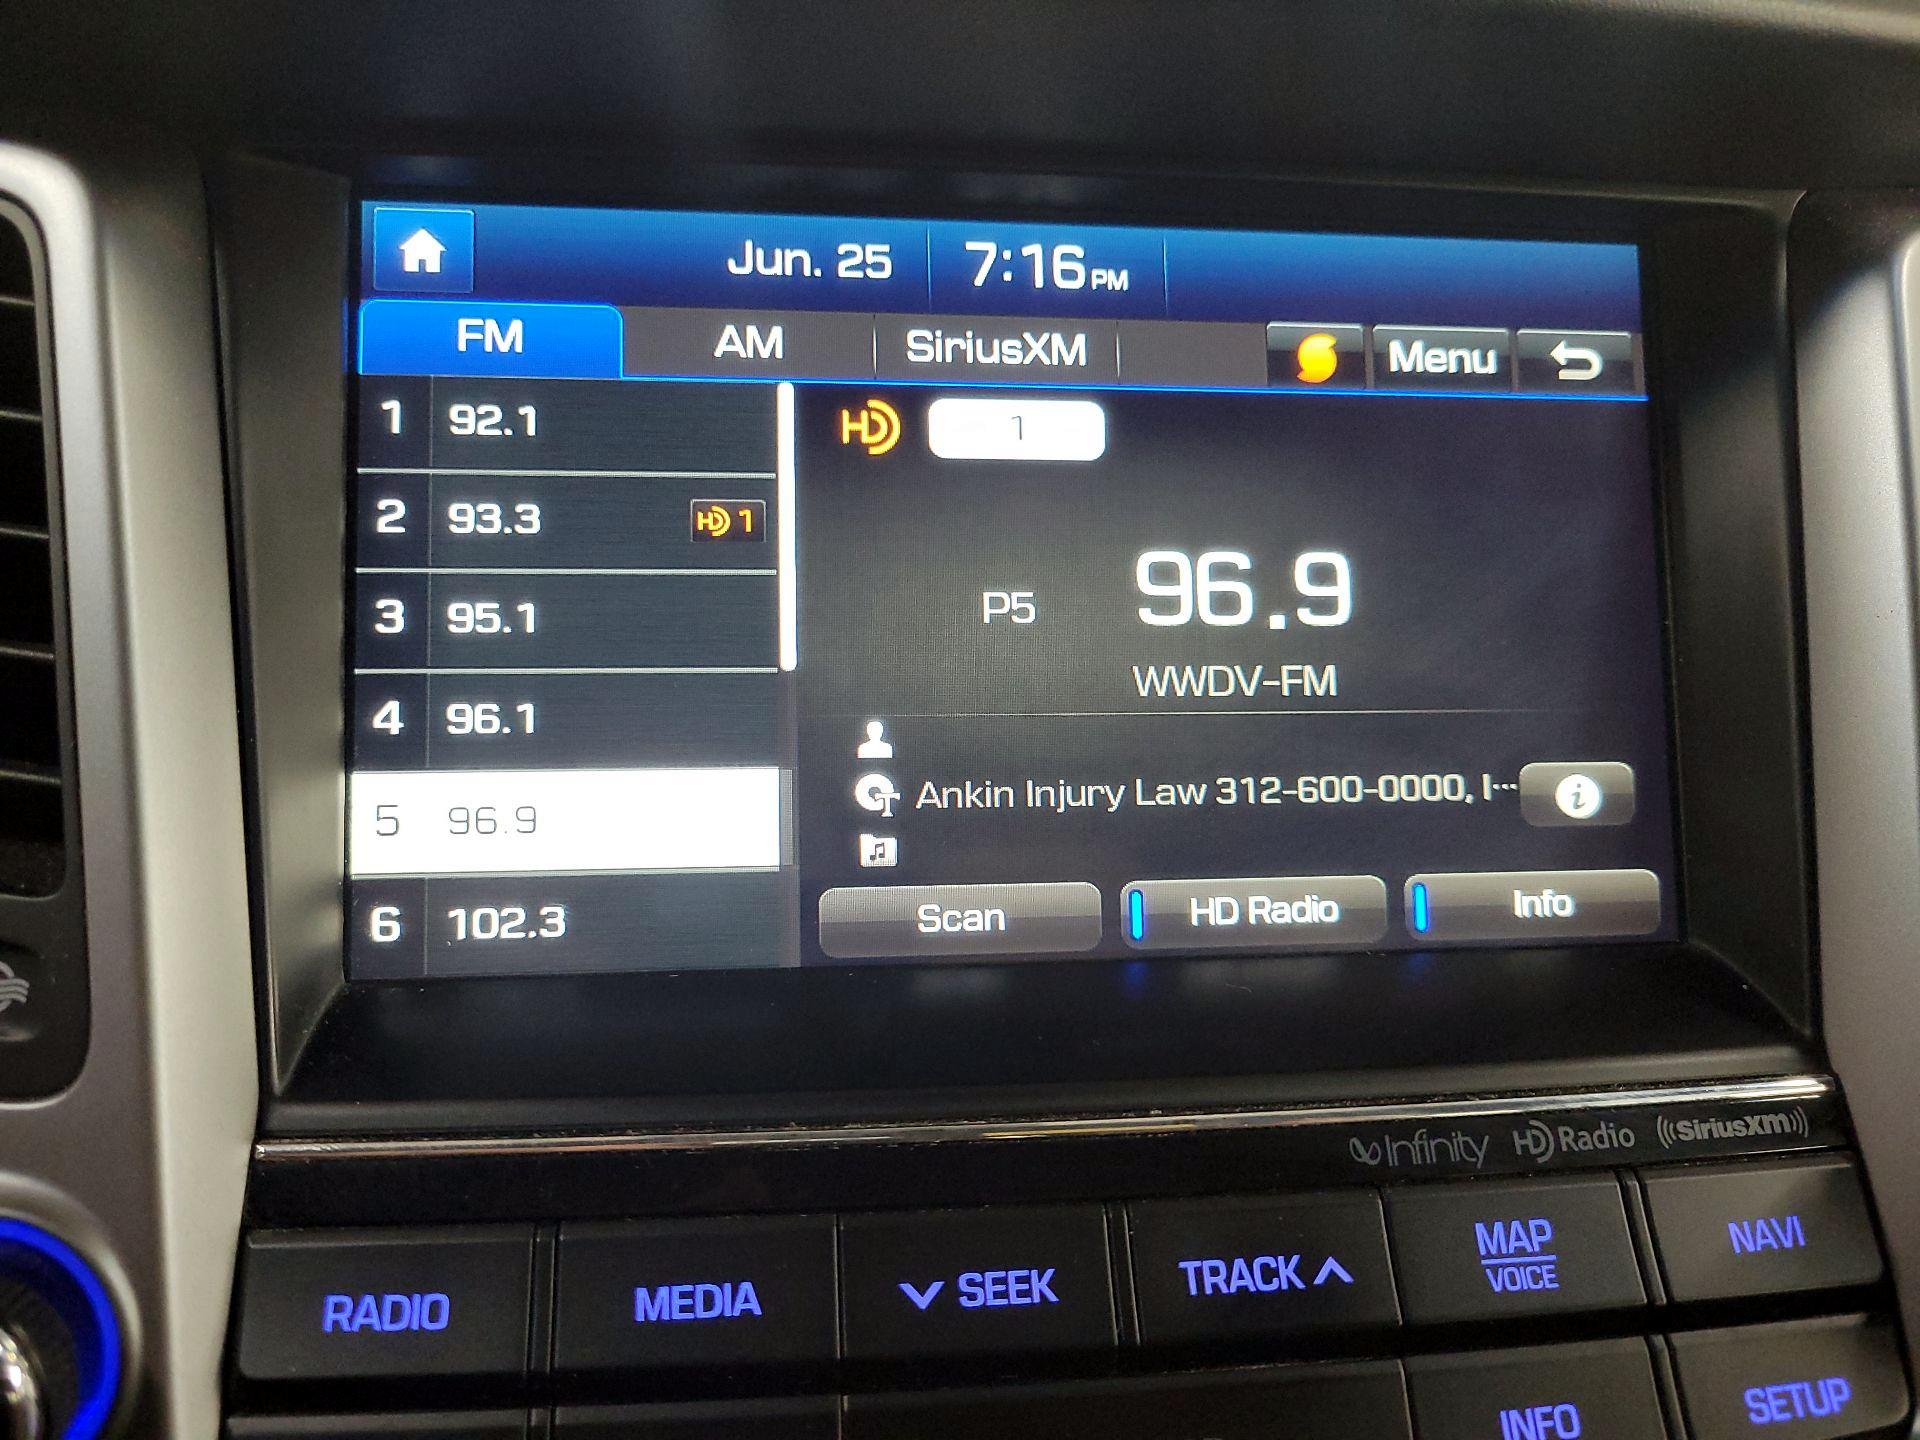 Jun. 25 7:16 PM
FM AM SiriusXM Menu
1 92.1
2 93.3 HD 1
3 95.1
4 96.1
5 96.9
6 102.3
HD 1
P5 96.9
WWDV-FM
Ankin Injury Law 312-600-0000, I...
i
Scan HD Radio Info
Infinity HD Radio SiriusXM
RADIO MEDIA SEEK TRACK MAP VOICE NAVI
INFO SETUP